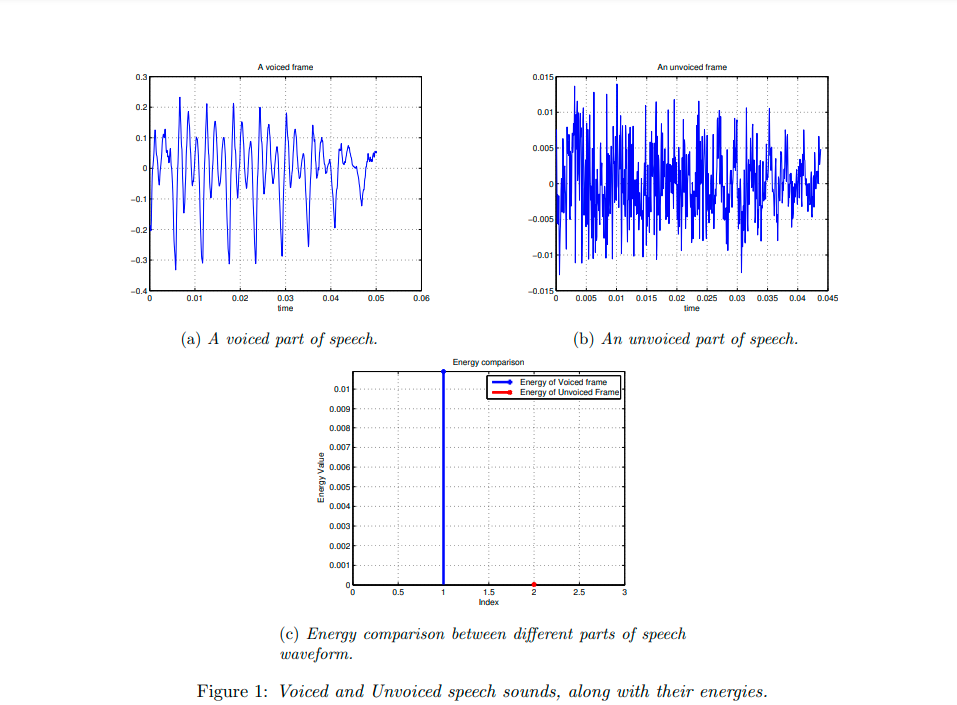 A voiced frame
0.3
0.2
0.1
0
−0.1
−0.2
−0.3
−0.4
0 0.01 0.02 0.03 0.04 0.05 0.06
time
(a) A voiced part of speech.
An unvoiced frame
0.015
0.01
0.005
0
−0.005
−0.01
−0.015
0 0.005 0.01 0.015 0.02 0.025 0.03 0.035 0.04 0.045
time
(b) An unvoiced part of speech.
Energy comparison
Energy of Voiced frame
Energy of Unvoiced Frame
Energy Value
0.01
0.009
0.008
0.007
0.006
0.005
0.004
0.003
0.002
0.001
0
0 0.5 1 1.5 2 2.5 3
Index
(c) Energy comparison between different parts of speech
waveform.
Figure 1: Voiced and Unvoiced speech sounds, along with their energies.